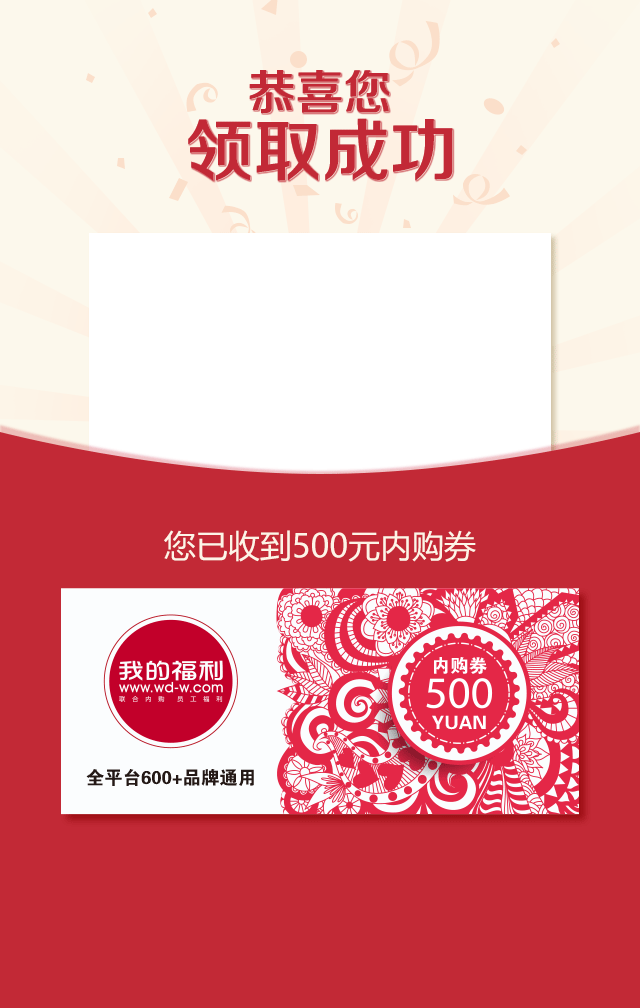 恭喜您
领取成功
您已收到500元内购券
我的福利
www.wd-w.com
联合内购 员工福利
全平台600+品牌通用
内购券
500
YUAN